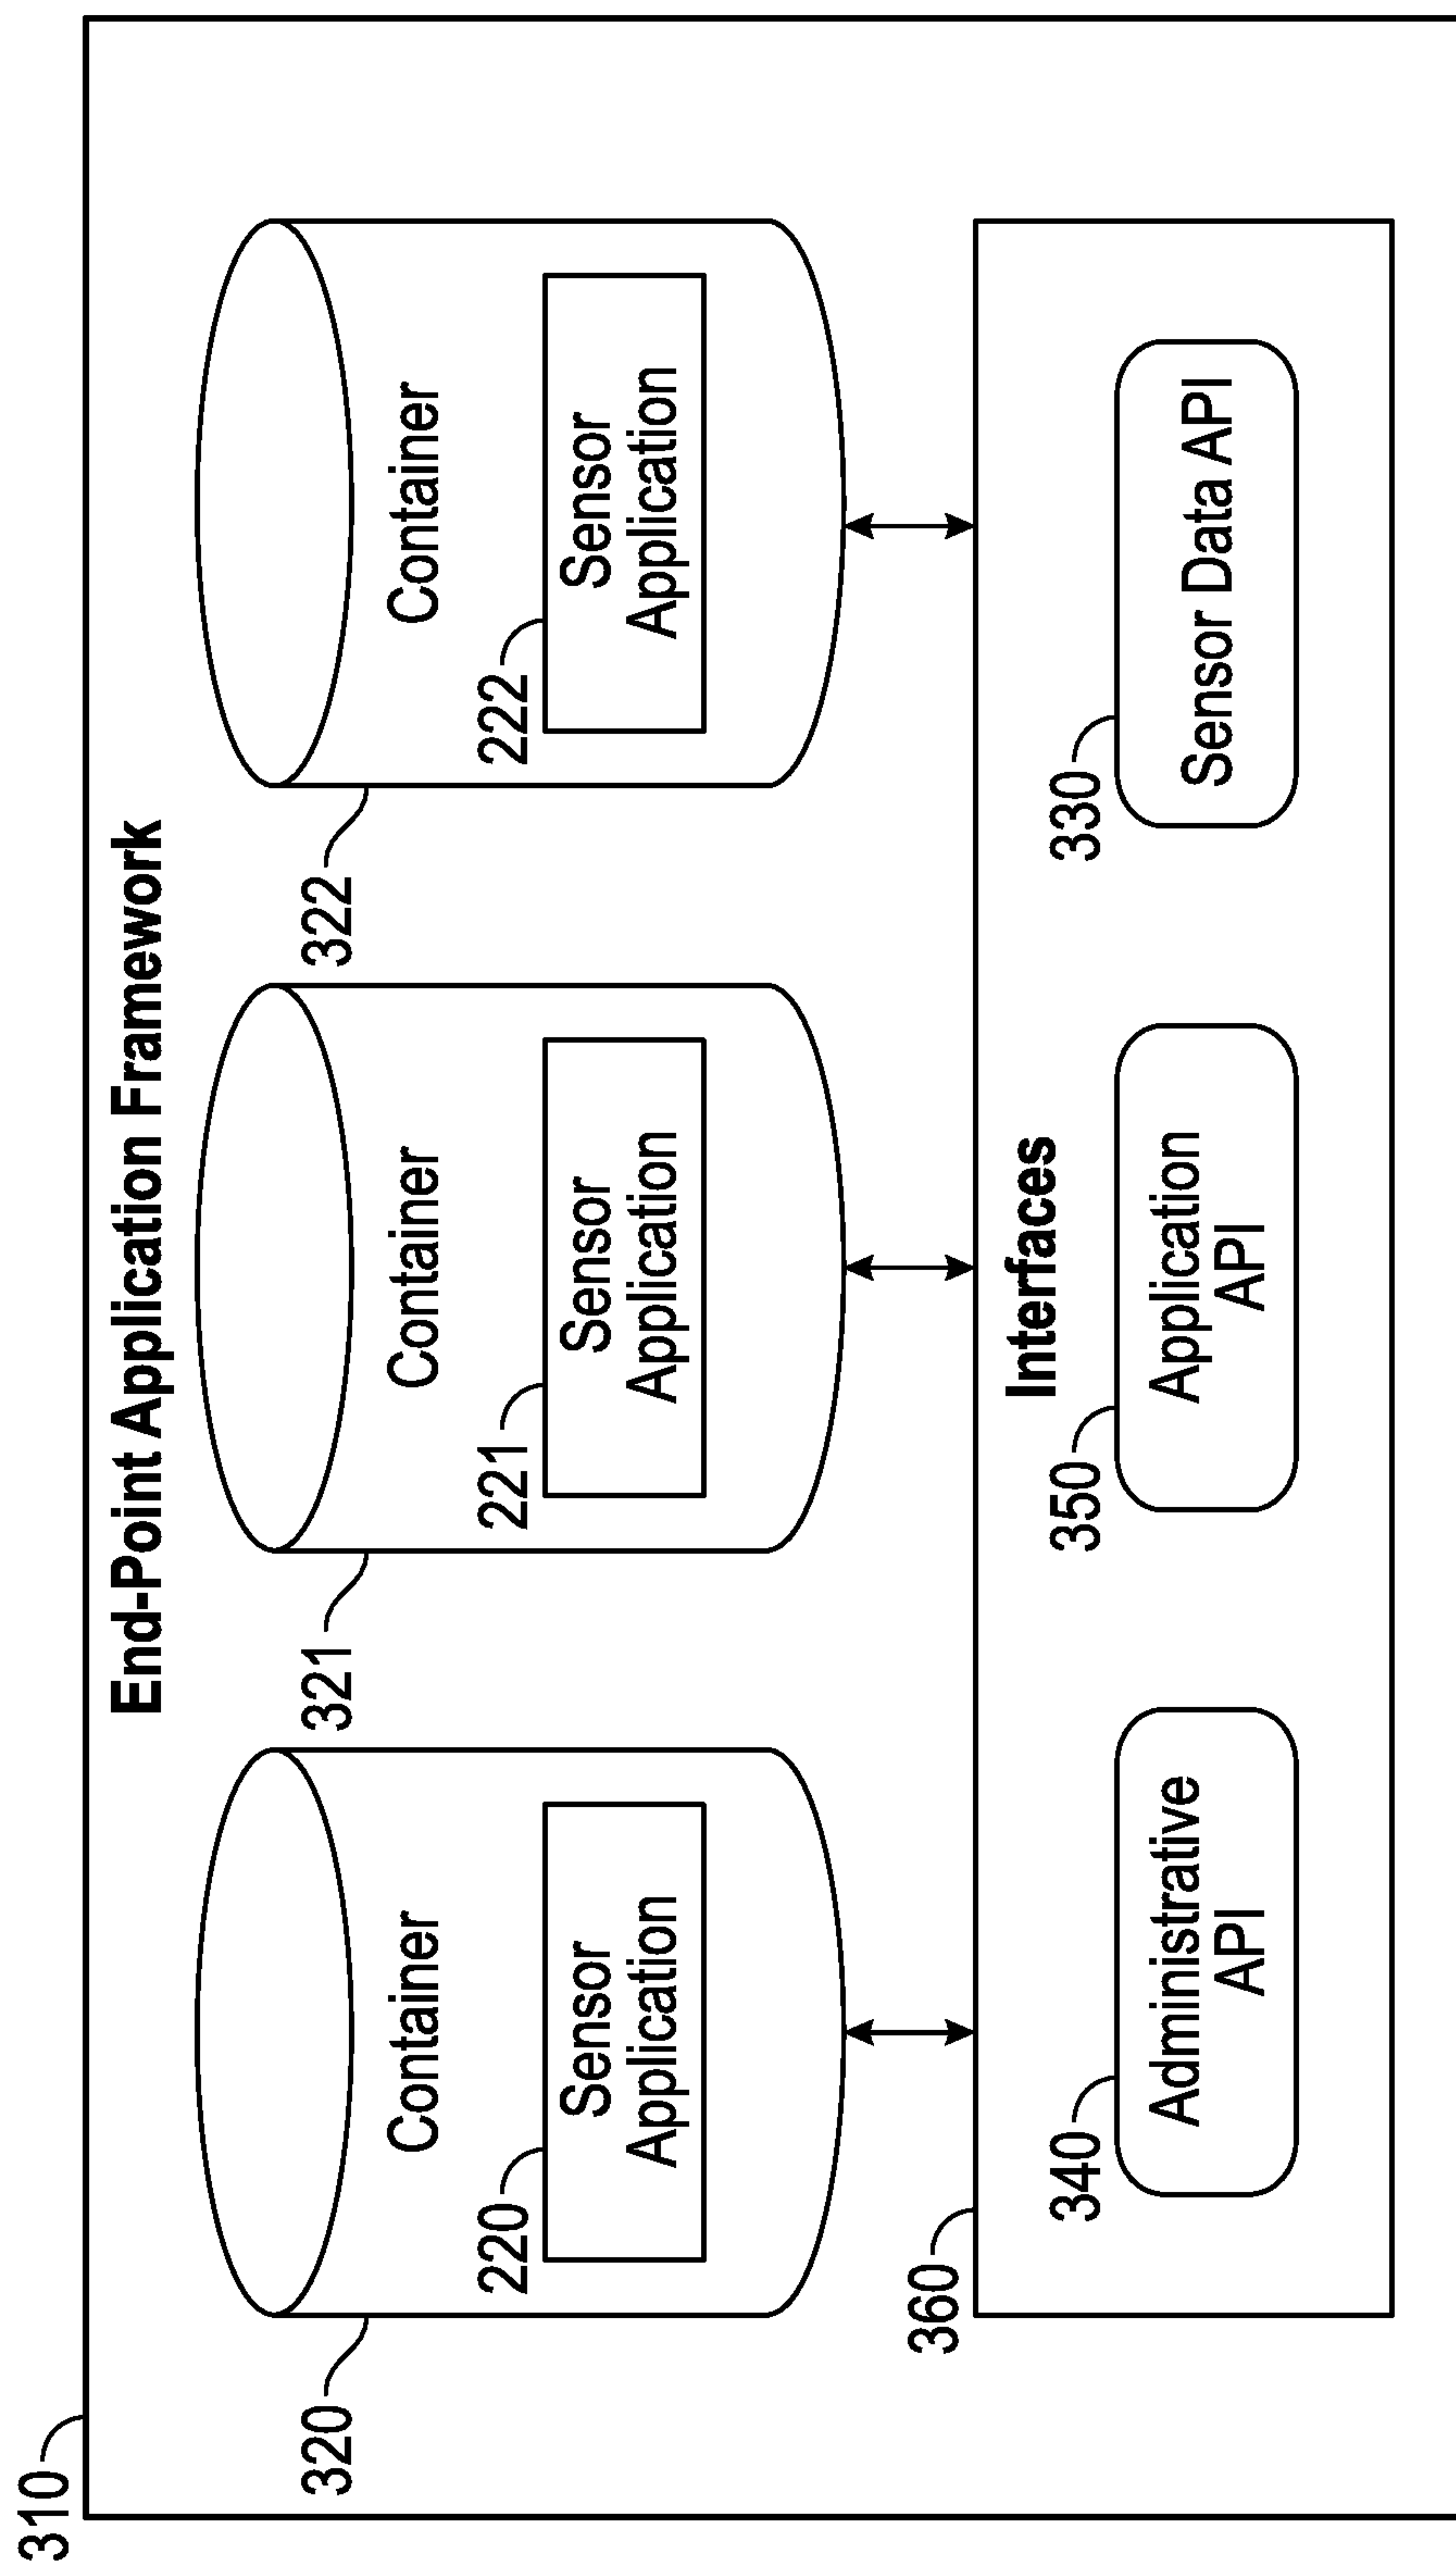 310
End-Point Application Framework
320
Container
220
Sensor
Application
321
Container
221
Sensor
Application
322
Container
222
Sensor
Application
360
Interfaces
340
Administrative
API
350
Application
API
330
Sensor Data API